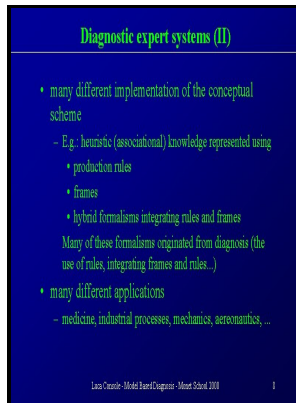 Diagnostic expert systems (II)
• many different implementation of the conceptual
scheme
– E.g.: heuristic (associational) knowledge represented using
• production rules
• frames
• hybrid formalisms integrating rules and frames
Many of these formalisms originated from diagnosis (the
use of rules, integrating frames and rules...)
• many different applications
– medicine, industrial processes, mechanics, aereonautics, ...
Luca Console - Model Based Diagnosis - Monet School 2000